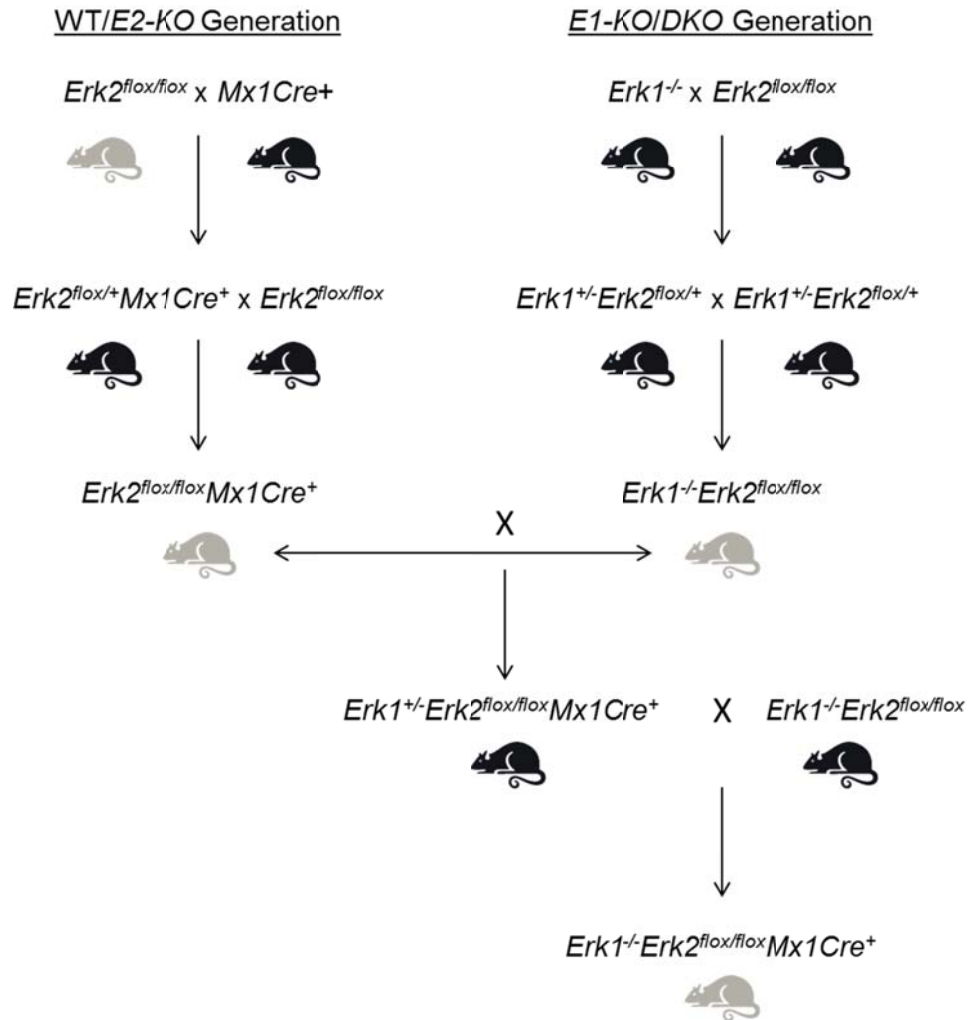 WT/E2-KO Generation
E1-KO/DKO Generation
Erk2flox/flox x Mx1Cre+
Erk1-/- x Erk2flox/flox
Erk2flox/+Mx1Cre+ x Erk2flox/flox
Erk1+/-Erk2flox/+ x Erk1+/-Erk2flox/+
Erk2flox/floxMx1Cre+
Erk1-/-Erk2flox/flox
X
Erk1+/-Erk2flox/floxMx1Cre+ X Erk1-/-Erk2flox/flox
Erk1-/-Erk2flox/floxMx1Cre+